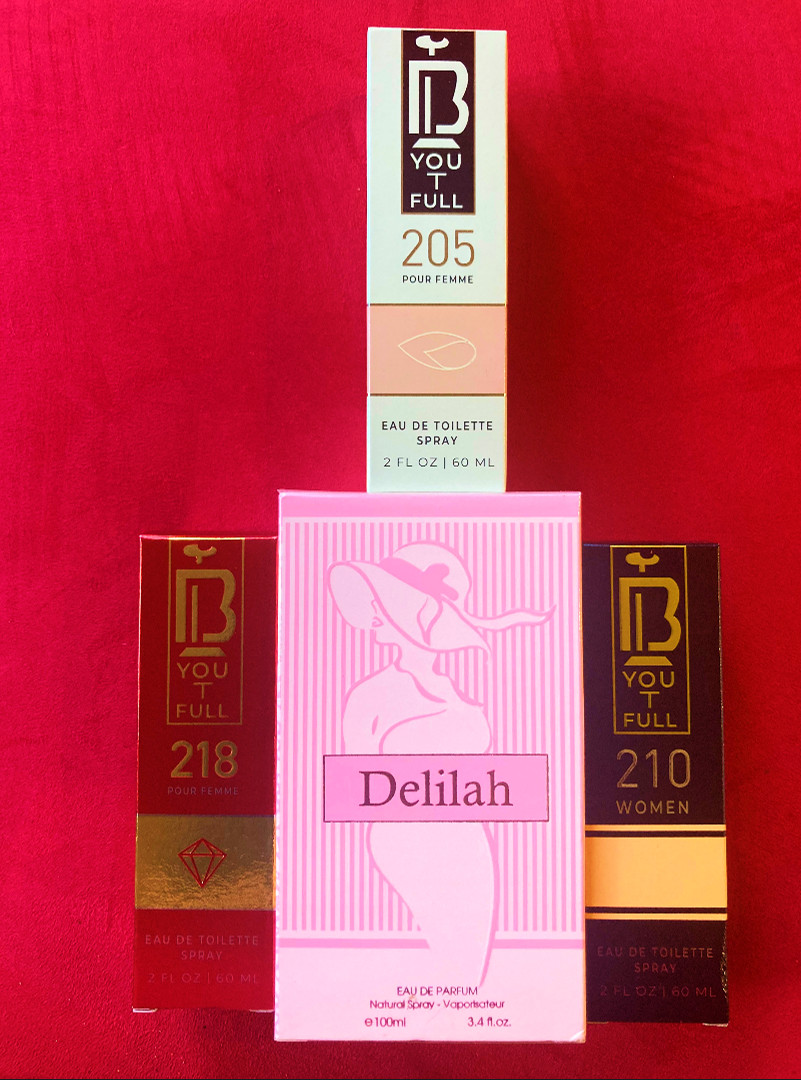 B
YOU
T
FULL
205
POUR FEMME
EAU DE TOILETTE
SPRAY
2 FL OZ | 60 ML
B
YOU
T
FULL
218
POUR FEMME
EAU DE TOILETTE
SPRAY
2 FL OZ | 60 ML
Delilah
EAU DE PARFUM
Natural Spray - Vaporisateur
℮100ml 3.4 fl.oz.
B
YOU
T
FULL
210
WOMEN
EAU DE TOILETTE
SPRAY
2 FL OZ | 60 ML